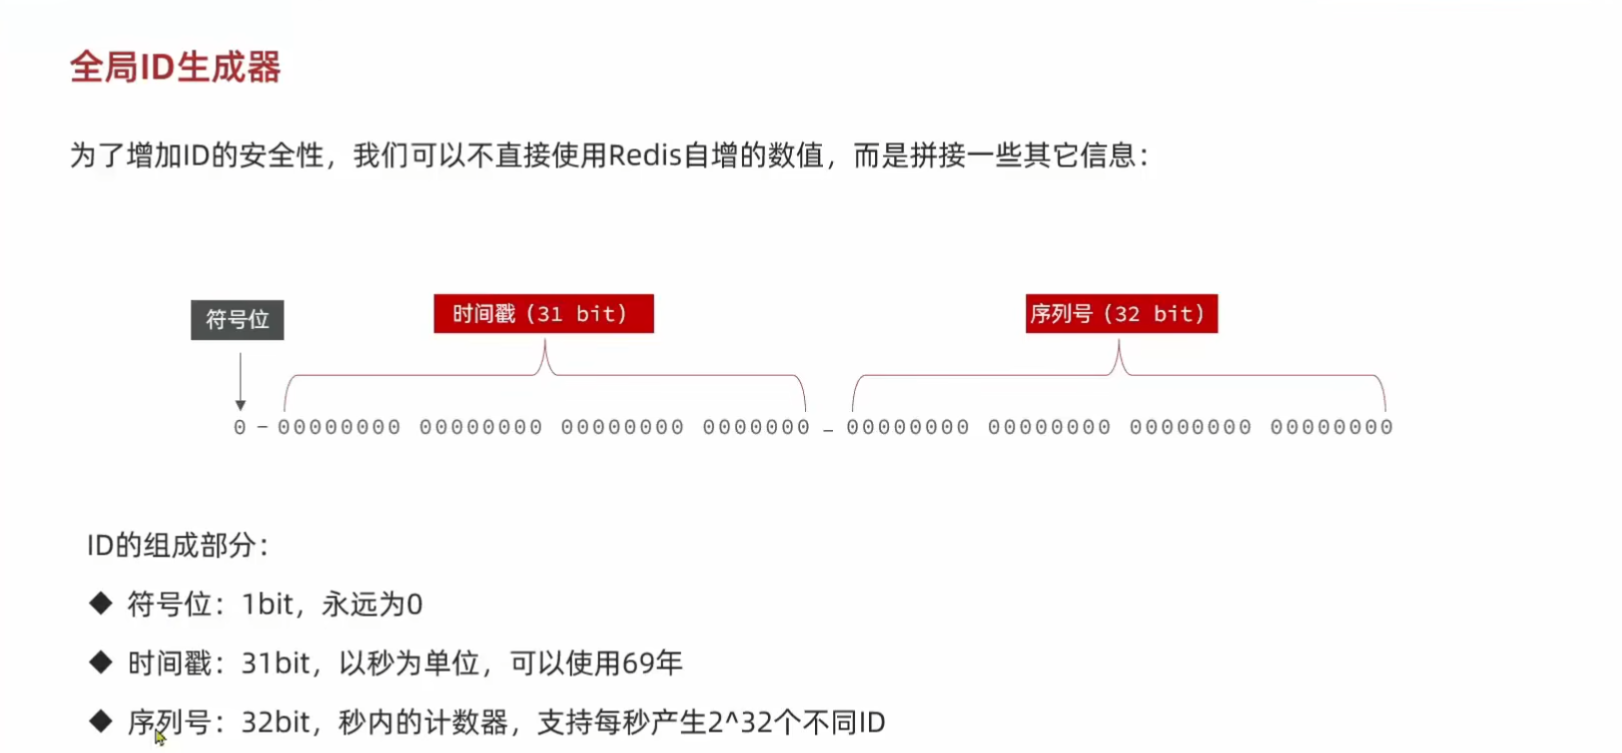 全局ID生成器
为了增加ID的安全性，我们可以不直接使用Redis自增的数值，而是拼接一些其它信息：
符号位 时间戳（31 bit） 序列号（32 bit）
0 - 00000000 00000000 00000000 0000000 - 00000000 00000000 00000000 00000000
ID的组成部分：
◆ 符号位：1bit，永远为0
◆ 时间戳：31bit，以秒为单位，可以使用69年
◆ 序列号：32bit，秒内的计数器，支持每秒产生2^32个不同ID